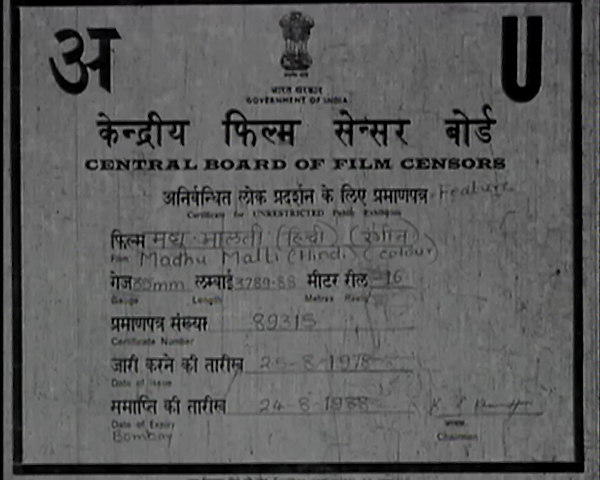 अ U
भारत सरकार
GOVERNMENT OF INDIA
केन्द्रीय फिल्म सेन्सर बोर्ड
CENTRAL BOARD OF FILM CENSORS
अनिर्बन्धित लोक प्रदर्शन के लिए प्रमाणपत्र Feature
Certificate for UNRESTRICTED Public Exhibition
फिल्म मधु-मालती (हिन्दी) (रंगीन)
Film Madhu Malti (Hindi) (colour)
गेज 35mm लम्बाई 3789-88 मीटर रील 16
Gauge Length Metres Reels
प्रमाणपत्र संख्या 89315
Certificate Number
जारी करने की तारीख 25-8-1978
Date of Issue
समाप्ति की तारीख 24-8-1988
Date of Expiry
Bombay
Chairman